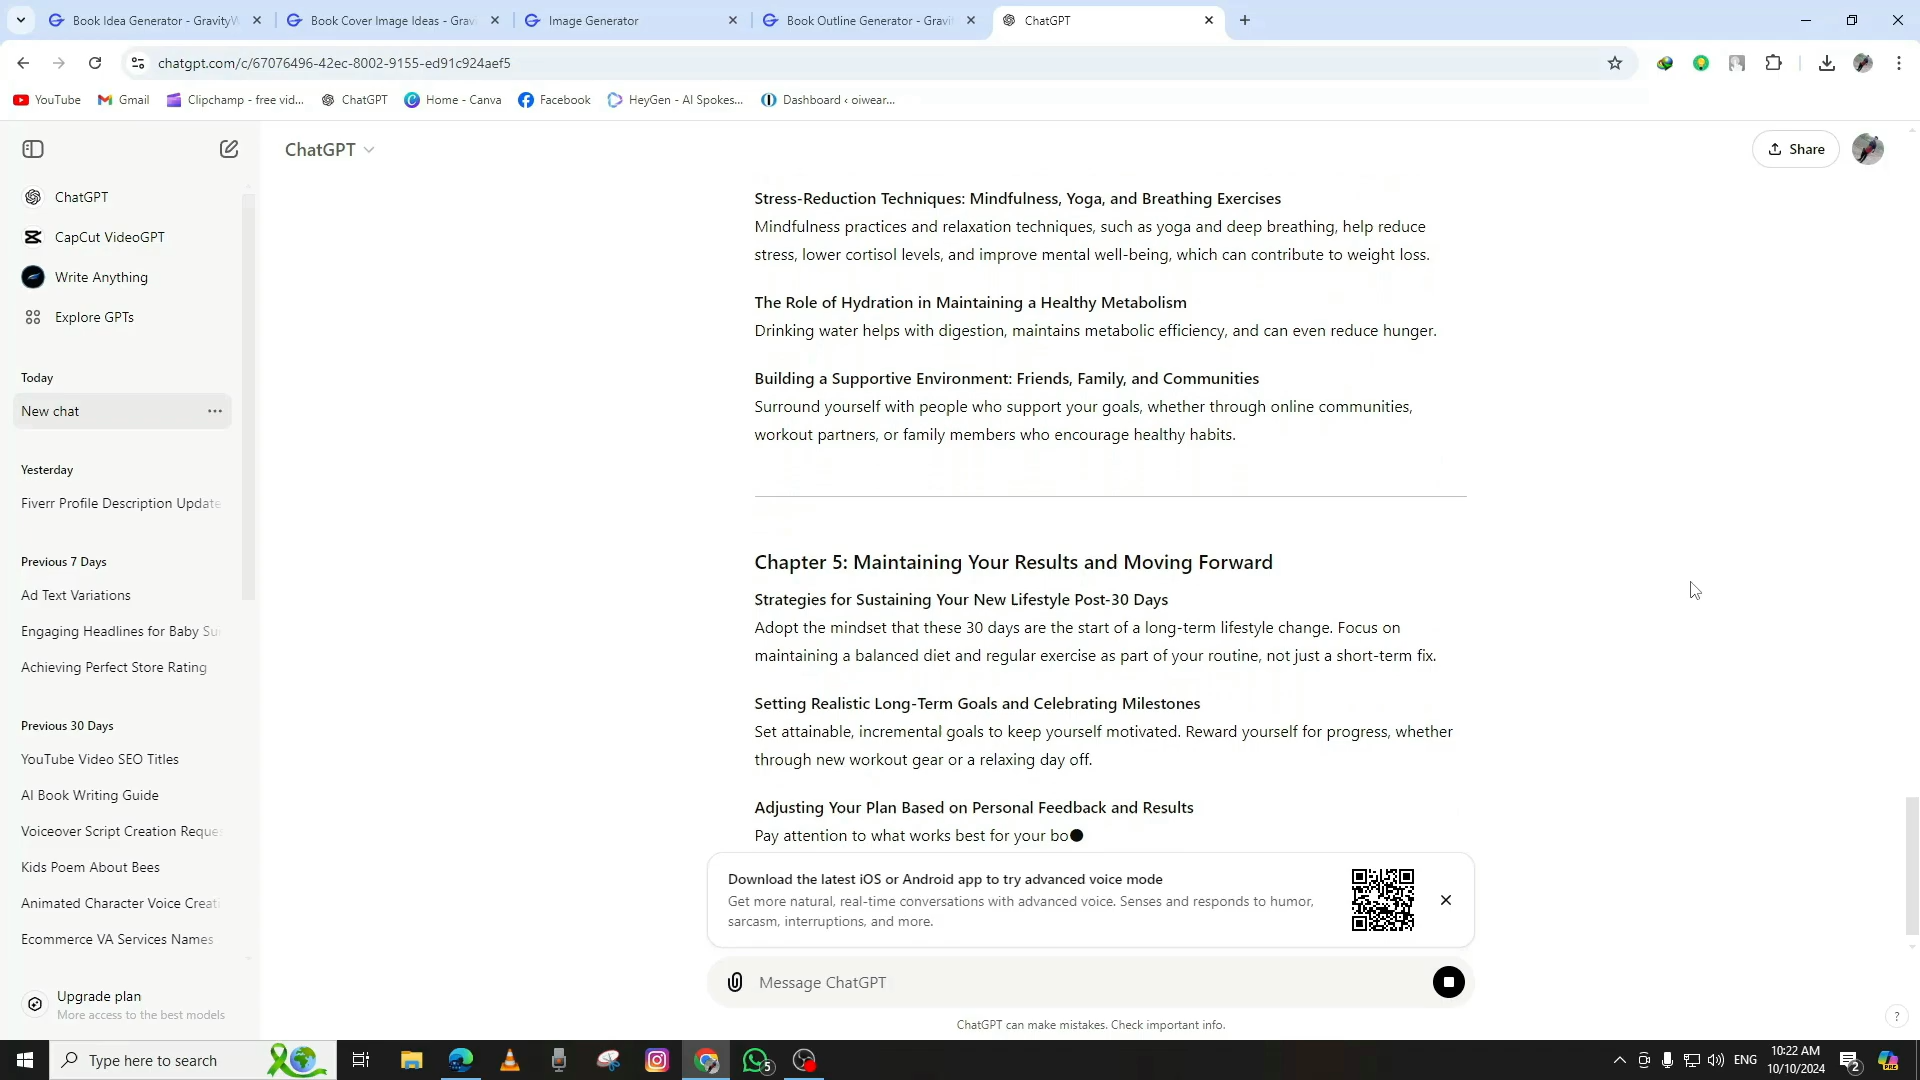 Book Idea Generator - GravityW
Book Cover Image Ideas - Grav
Image Generator
Book Outline Generator - Gravi
ChatGPT
chatgpt.com/c/67076496-42ec-8002-9155-ed91c924aef5
YouTube
Gmail
Clipchamp - free vid...
ChatGPT
Home - Canva
Facebook
HeyGen - AI Spokes...
Dashboard ‹ oiwear...
ChatGPT
Share
ChatGPT
CapCut VideoGPT
Write Anything
Explore GPTs
Today
New chat
Yesterday
Fiverr Profile Description Update
Previous 7 Days
Ad Text Variations
Engaging Headlines for Baby Su
Achieving Perfect Store Rating
Previous 30 Days
YouTube Video SEO Titles
AI Book Writing Guide
Voiceover Script Creation Reque
Kids Poem About Bees
Animated Character Voice Creati
Ecommerce VA Services Names
Upgrade plan
More access to the best models
Stress-Reduction Techniques: Mindfulness, Yoga, and Breathing Exercises
Mindfulness practices and relaxation techniques, such as yoga and deep breathing, help reduce
stress, lower cortisol levels, and improve mental well-being, which can contribute to weight loss.
The Role of Hydration in Maintaining a Healthy Metabolism
Drinking water helps with digestion, maintains metabolic efficiency, and can even reduce hunger.
Building a Supportive Environment: Friends, Family, and Communities
Surround yourself with people who support your goals, whether through online communities,
workout partners, or family members who encourage healthy habits.
Chapter 5: Maintaining Your Results and Moving Forward
Strategies for Sustaining Your New Lifestyle Post-30 Days
Adopt the mindset that these 30 days are the start of a long-term lifestyle change. Focus on
maintaining a balanced diet and regular exercise as part of your routine, not just a short-term fix.
Setting Realistic Long-Term Goals and Celebrating Milestones
Set attainable, incremental goals to keep yourself motivated. Reward yourself for progress, whether
through new workout gear or a relaxing day off.
Adjusting Your Plan Based on Personal Feedback and Results
Pay attention to what works best for your bo
Download the latest iOS or Android app to try advanced voice mode
Get more natural, real-time conversations with advanced voice. Senses and responds to humor,
sarcasm, interruptions, and more.
Message ChatGPT
ChatGPT can make mistakes. Check important info.
?
Type here to search
5
ENG
10:22 AM
10/10/2024
2
PRE